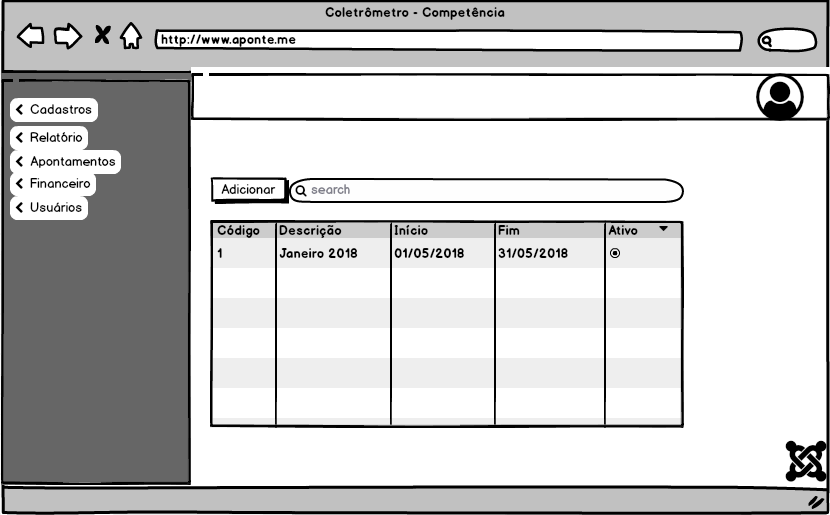 Coletrômetro - Competência
http://www.aponte.me
Cadastros
Relatório
Apontamentos
Financeiro
Usuários
Adicionar search
Código Descrição Início Fim Ativo
1 Janeiro 2018 01/05/2018 31/05/2018